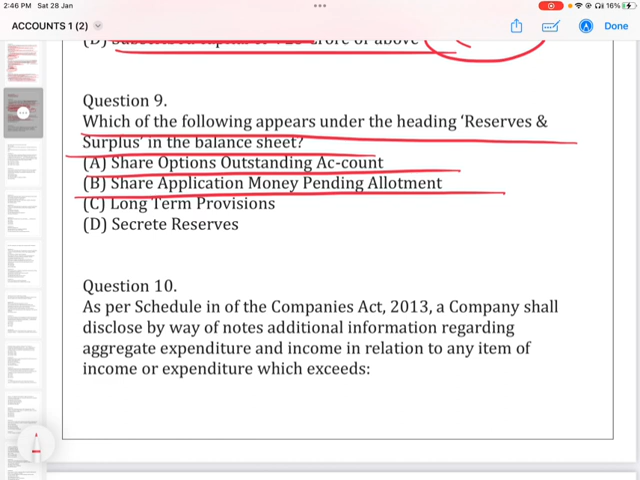 2:46 PM Sat 28 Jan
16%
ACCOUNTS 1 (2)
Done
or above
Question 9.
Which of the following appears under the heading ‘Reserves &
Surplus’ in the balance sheet?
(A) Share Options Outstanding Ac-count
(B) Share Application Money Pending Allotment
(C) Long Term Provisions
(D) Secrete Reserves
Question 10.
As per Schedule in of the Companies Act, 2013, a Company shall
disclose by way of notes additional information regarding
aggregate expenditure and income in relation to any item of
income or expenditure which exceeds: